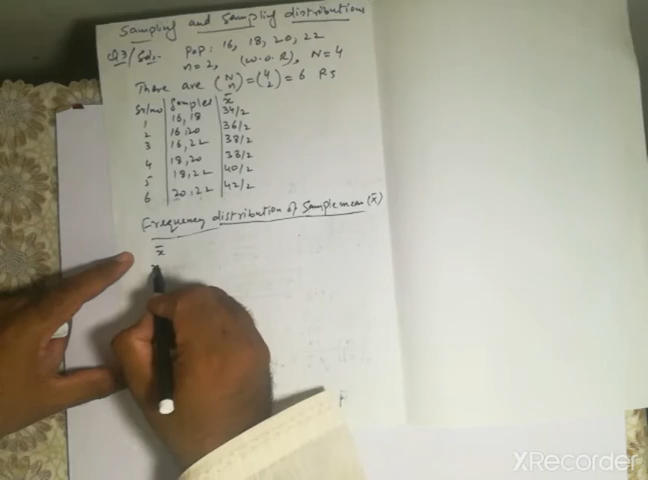 Sampling and sampling distributions
Q3/Sol:. Pop: 16, 18, 20, 22
n=2, (W.O.R), N=4
There are (N n) = (4 2) = 6 RS
Sr/no Samples x̄
1 16,18 34/2
2 16,20 36/2
3 16,22 38/2
4 18,20 38/2
5 18,22 40/2
6 20,22 42/2
Frequency distribution of Sample mean (x̄)
x̄
XRecorder